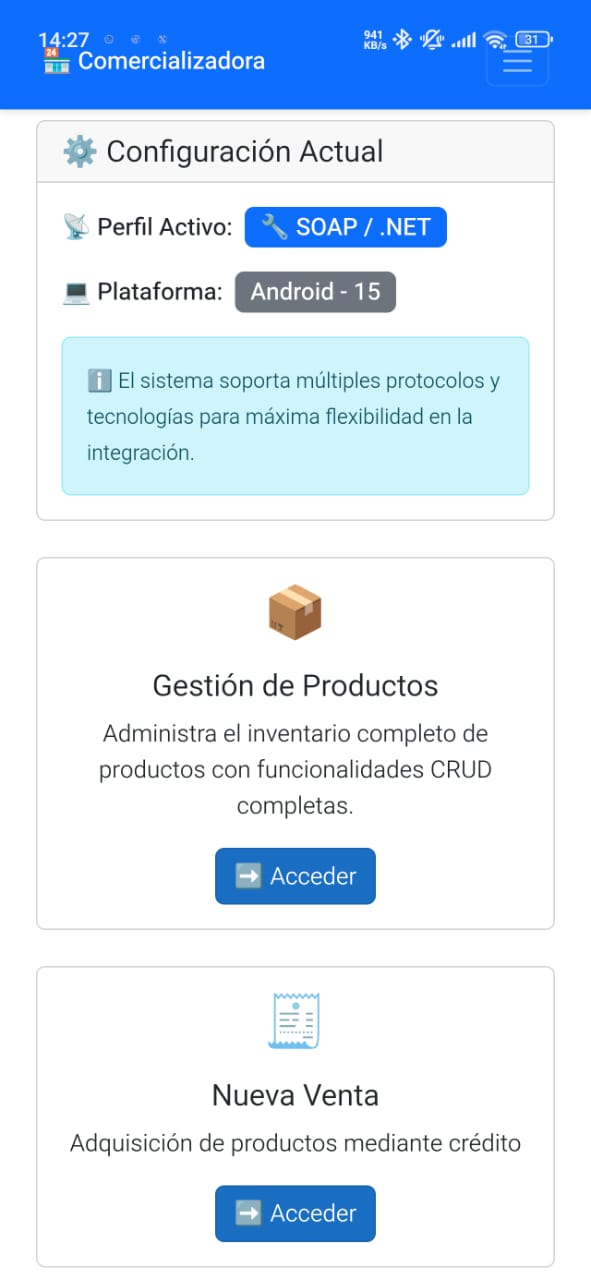 14:27
941 KB/s
31
24
🏪 Comercializadora
⚙️ Configuración Actual
📡 Perfil Activo: 🔧 SOAP / .NET
💻 Plataforma: Android - 15
ℹ️ El sistema soporta múltiples protocolos y
tecnologías para máxima flexibilidad en la
integración.
Gestión de Productos
Administra el inventario completo de
productos con funcionalidades CRUD
completas.
➡️ Acceder
Nueva Venta
Adquisición de productos mediante crédito
➡️ Acceder